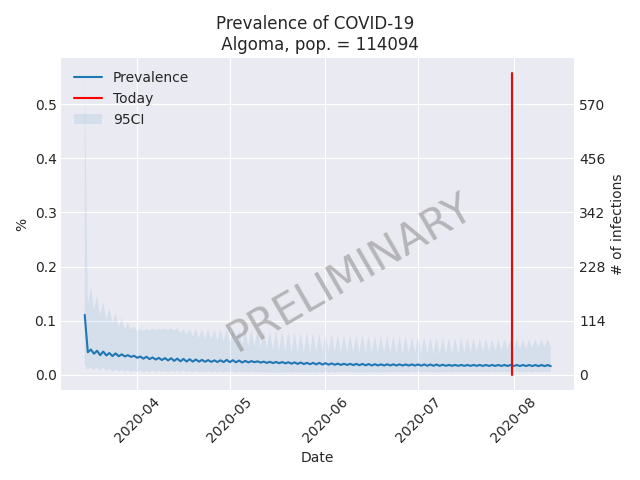 Prevalence of COVID-19
Algoma, pop. = 114094
Prevalence
Today
95CI
%
0.5
0.4
0.3
0.2
0.1
0.0
570
456
342
228
114
0
# of infections
PRELIMINARY
2020-04
2020-05
2020-06
2020-07
2020-08
Date